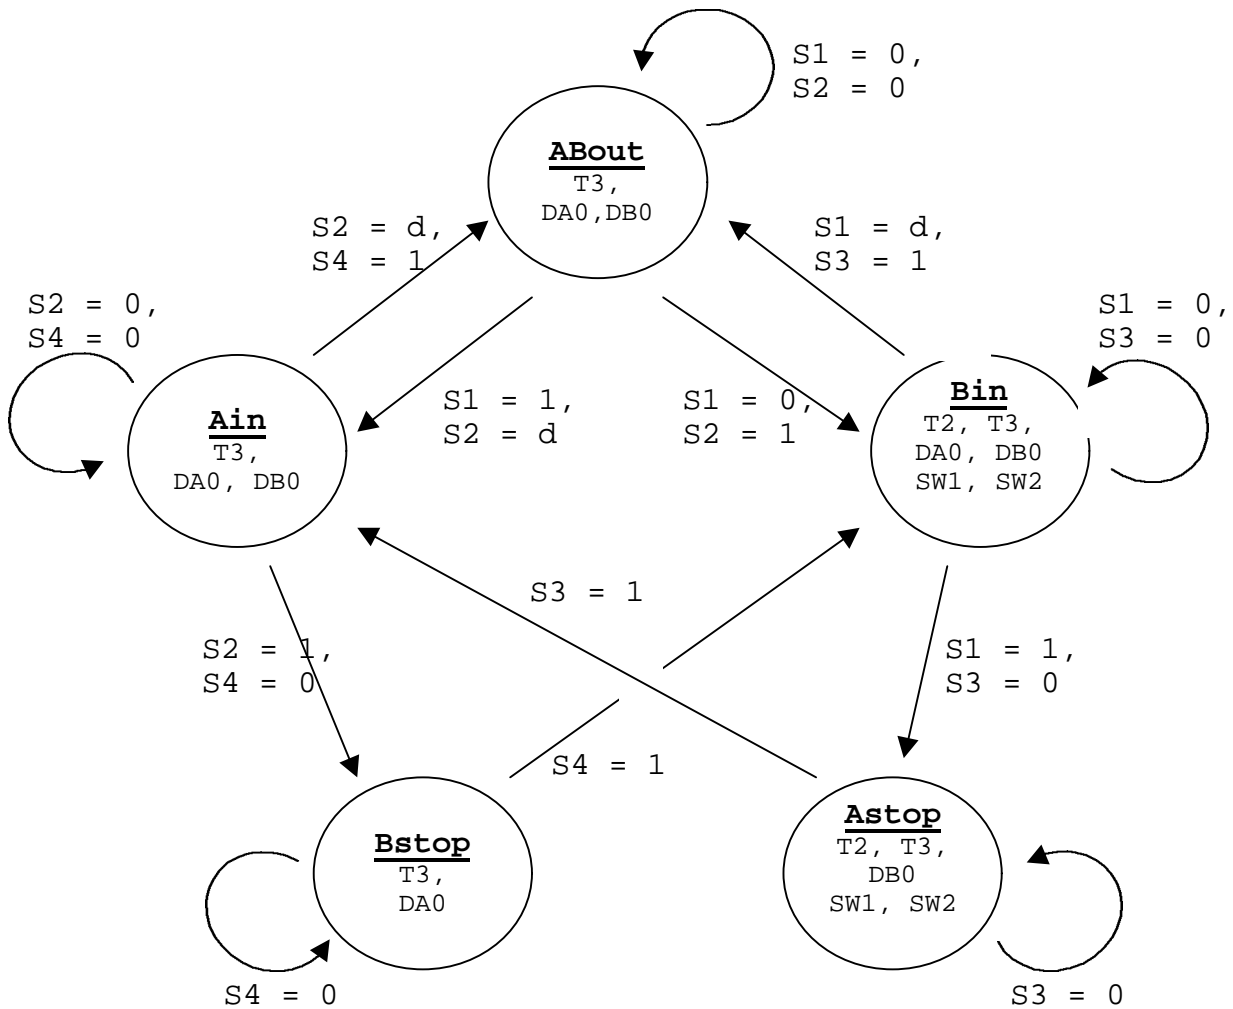 S1 = 0,
S2 = 0
ABout
T3,
DA0,DB0
S2 = d,
S4 = 1
S1 = d,
S3 = 1
S2 = 0,
S4 = 0
S1 = 0,
S3 = 0
S1 = 1,
S2 = d
S1 = 0,
S2 = 1
Ain
T3,
DA0, DB0
Bin
T2, T3,
DA0, DB0
SW1, SW2
S3 = 1
S2 = 1,
S4 = 0
S1 = 1,
S3 = 0
S4 = 1
Bstop
T3,
DA0
Astop
T2, T3,
DB0
SW1, SW2
S4 = 0
S3 = 0